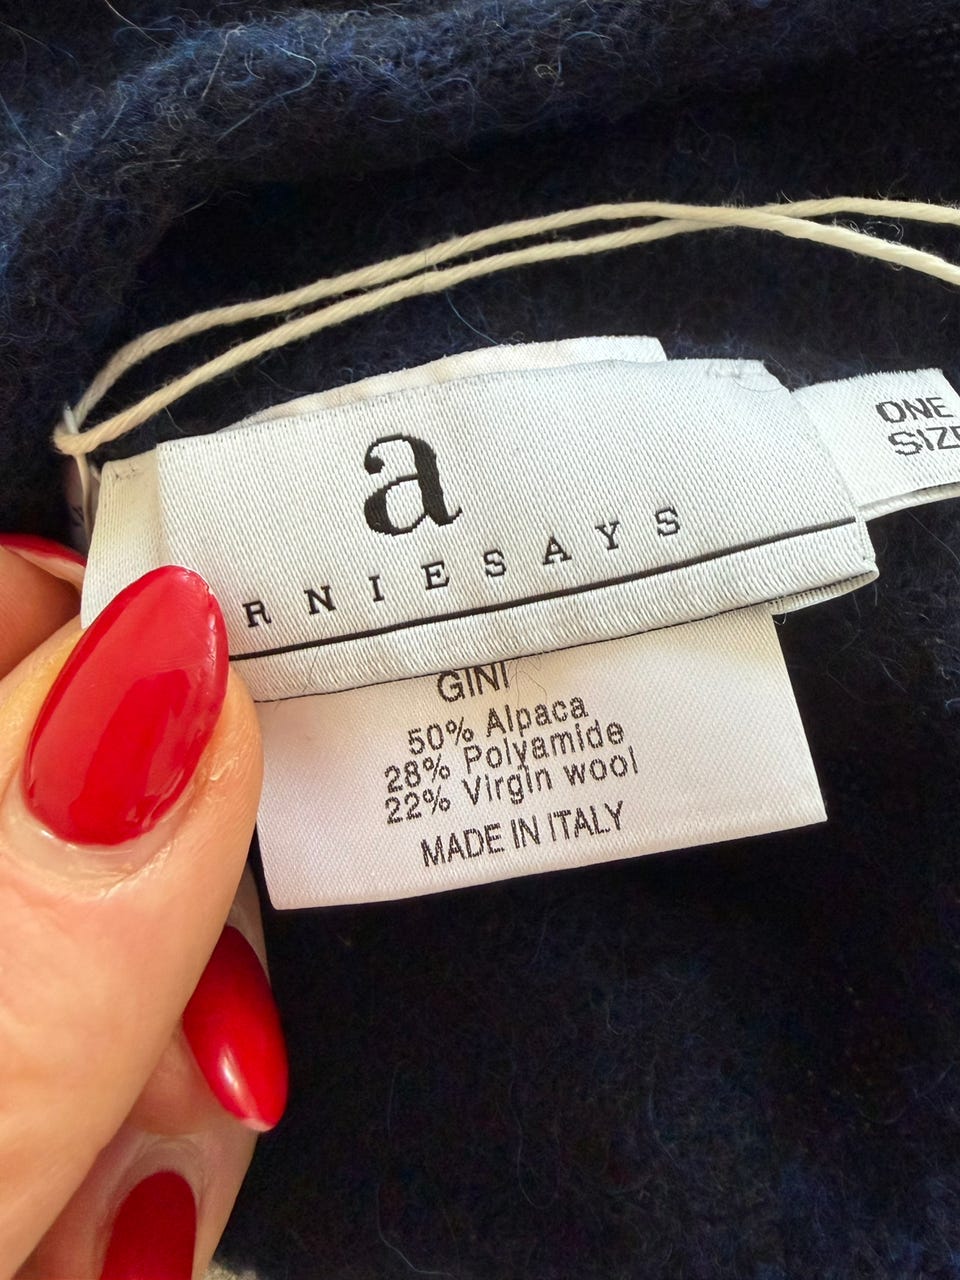 a
RNIESAYS
ONE
SIZE
GINI
50% Alpaca
28% Polyamide
22% Virgin wool
MADE IN ITALY